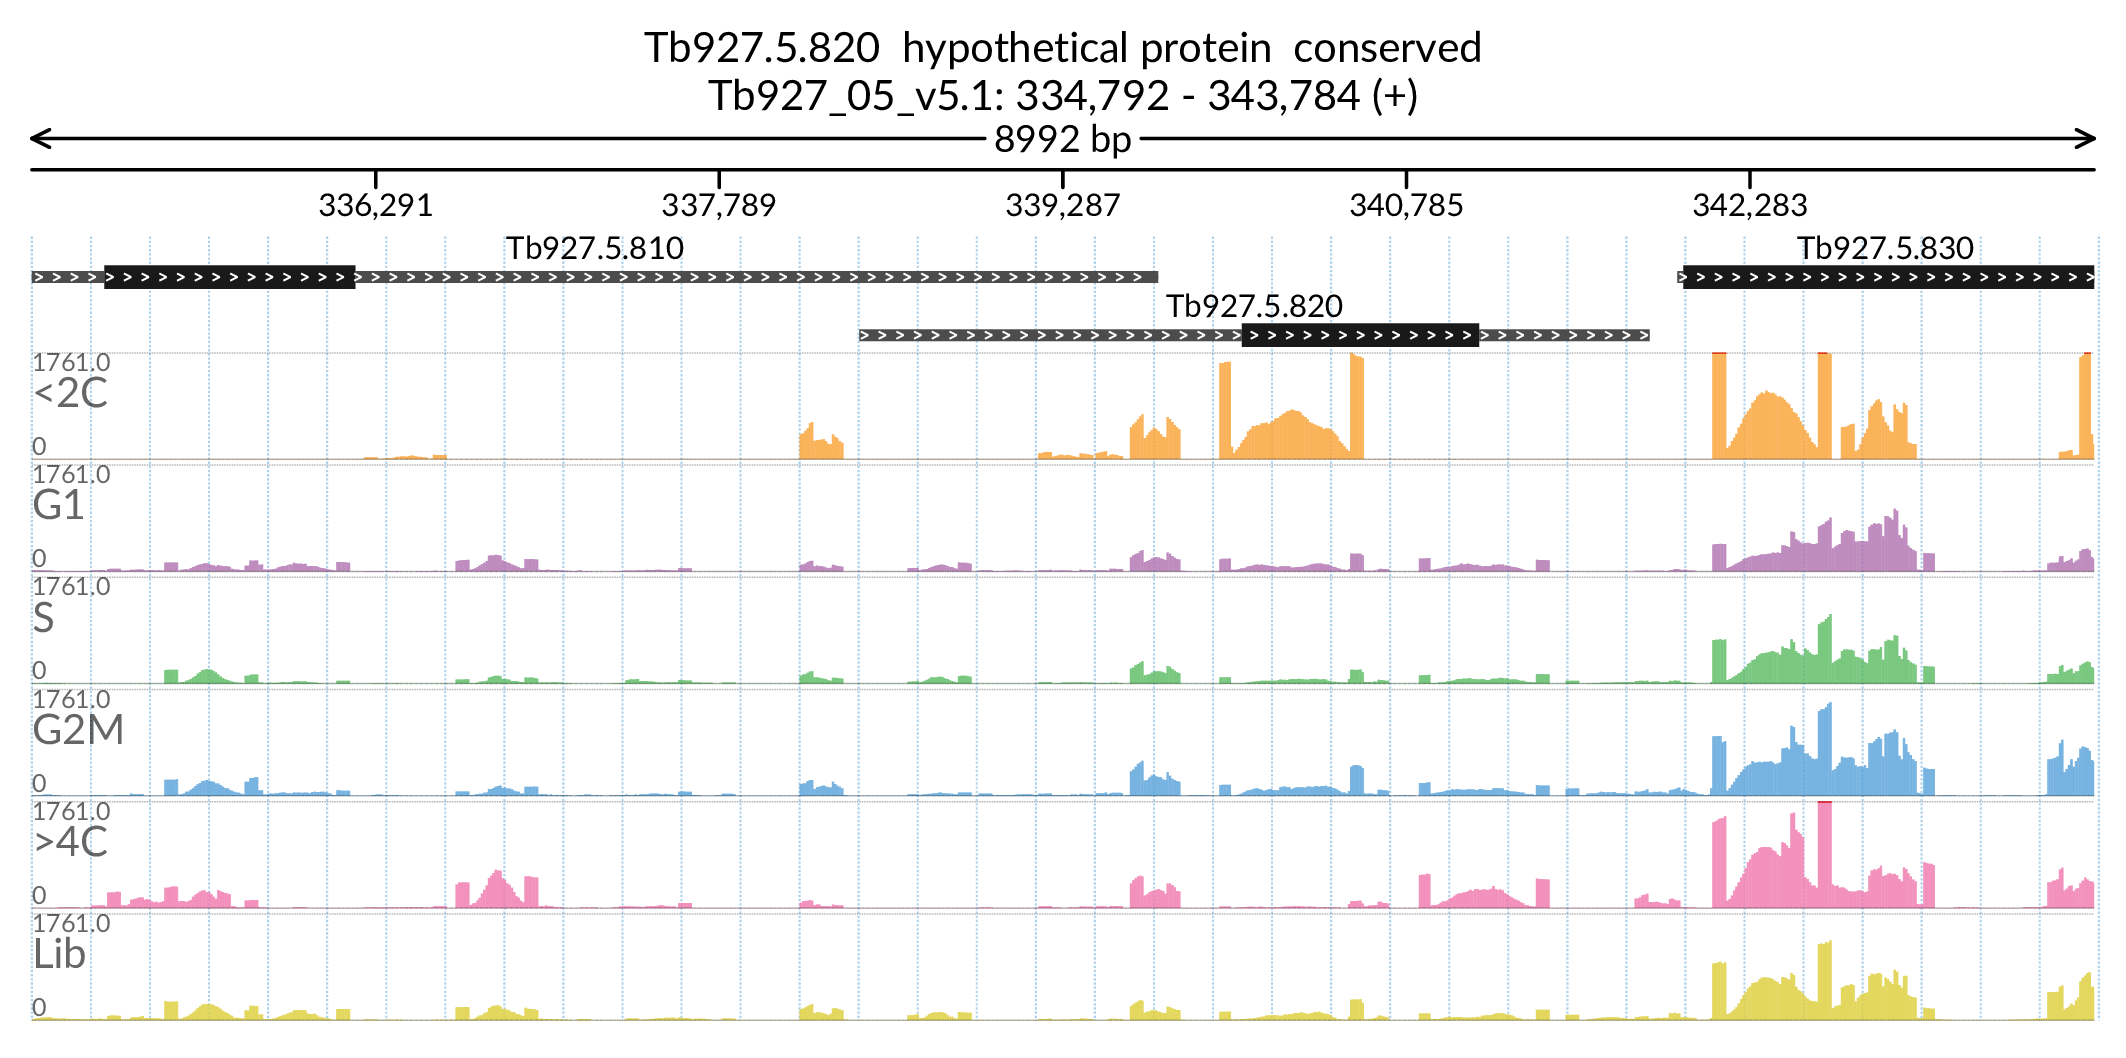 Tb927.5.820  hypothetical protein  conserved
Tb927_05_v5.1: 334,792 - 343,784 (+)
8992 bp
336,291 337,789 339,287 340,785 342,283
Tb927.5.810 Tb927.5.830
Tb927.5.820
1761.0
<2C
0
1761.0
G1
0
1761.0
S
0
1761.0
G2M
0
1761.0
>4C
0
1761.0
Lib
0